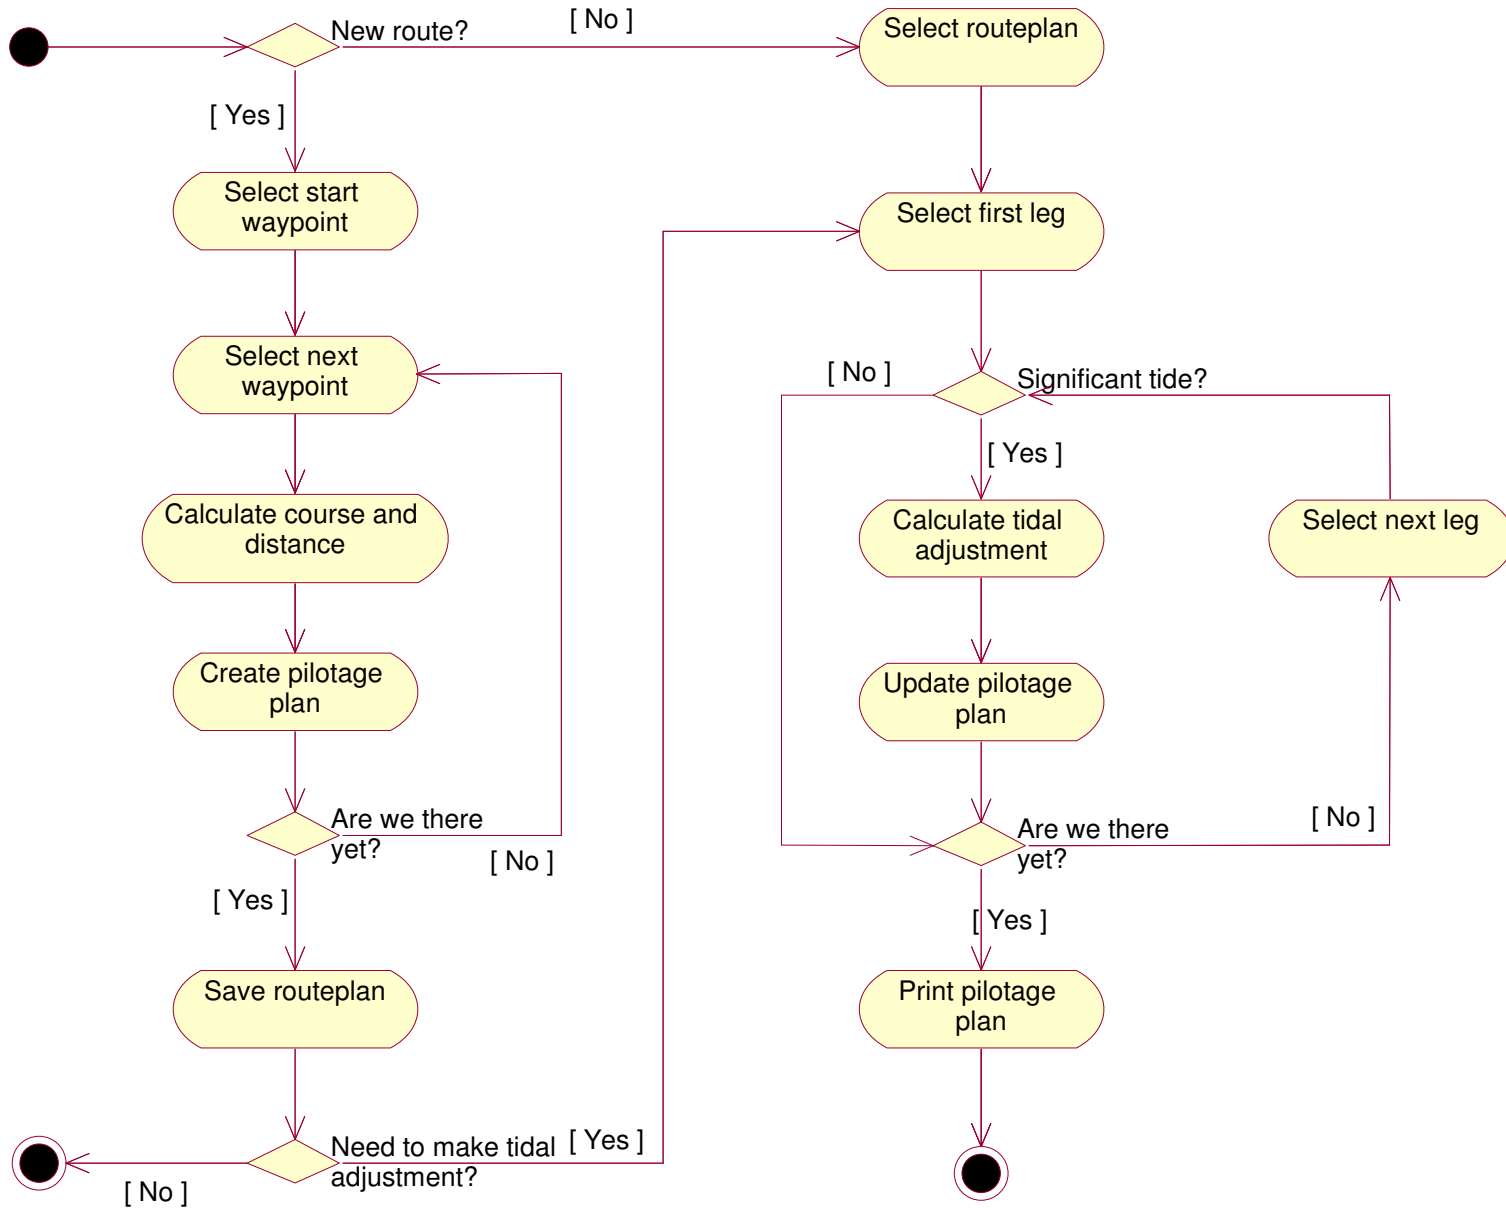 New route?
[ No ]
Select routeplan
[ Yes ]
Select start
waypoint
Select first leg
Select next
waypoint
[ No ]
Significant tide?
[ Yes ]
Calculate course and
distance
Calculate tidal
adjustment
Select next leg
Create pilotage
plan
Update pilotage
plan
Are we there
yet?
[ No ]
Are we there
yet?
[ No ]
[ Yes ]
[ Yes ]
Save routeplan
Print pilotage
plan
Need to make tidal
adjustment?
[ Yes ]
[ No ]